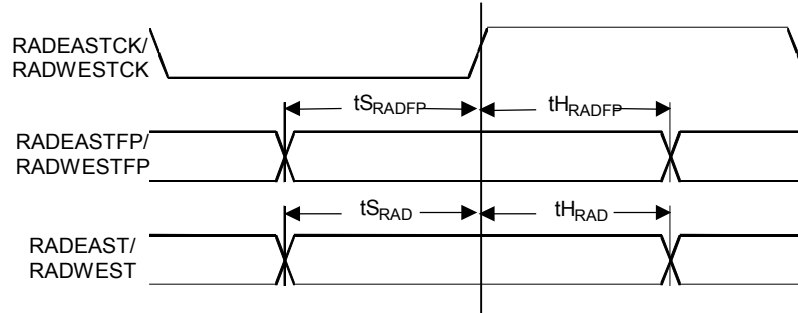 RADEASTCK/
RADWESTCK
tSRADFP
tHRADFP
RADEASTFP/
RADWESTFP
tSRAD
tHRAD
RADEAST/
RADWEST